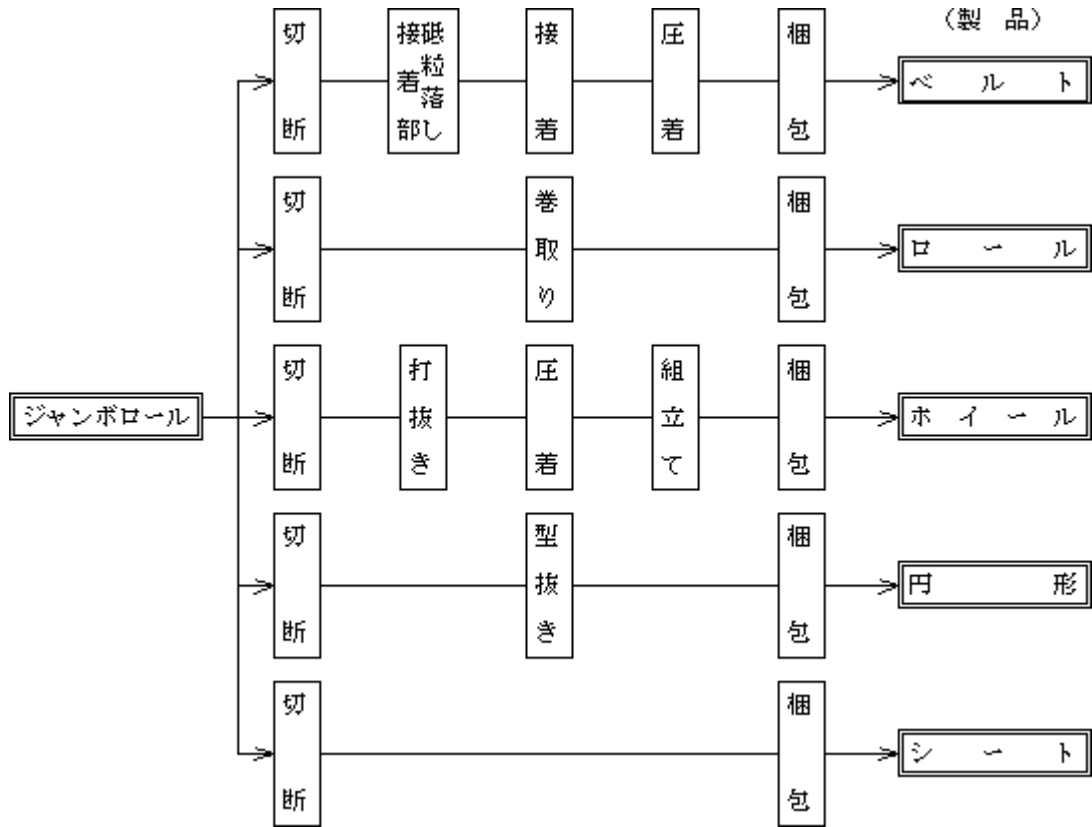 （製　品）
切断
接着部砥粒落し
接着
圧着
梱包
ベルト
切断
巻取り
梱包
ロール
ジャンボロール
切断
打抜き
圧着
組立て
梱包
ホイール
切断
型抜き
梱包
円形
切断
梱包
シート